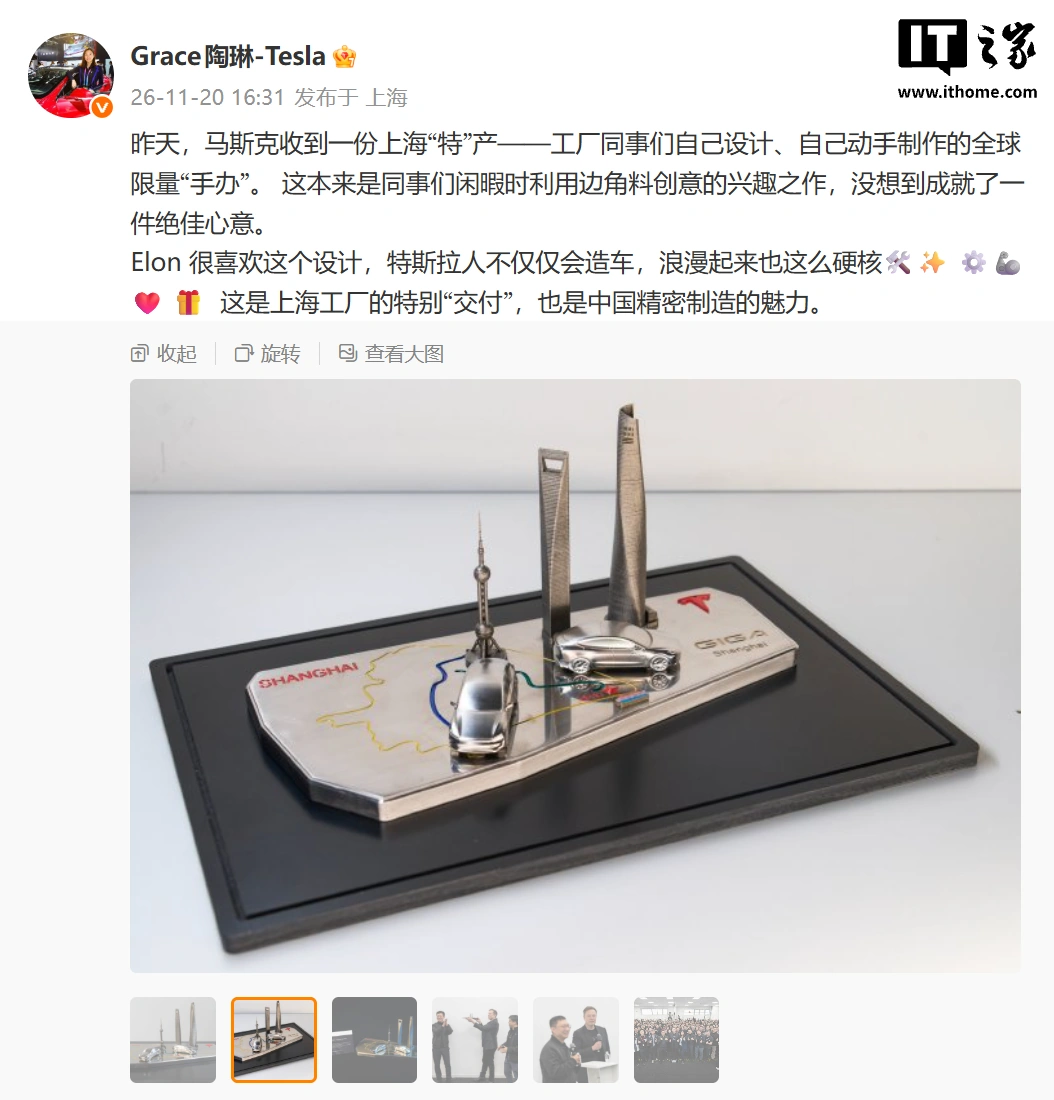 Grace陶琳-Tesla
IT之家
26-11-20 16:31 发布于 上海
www.ithome.com
昨天，马斯克收到一份上海“特”产——工厂同事们自己设计、自己动手制作的全球
限量“手办”。 这本来是同事们闲暇时利用边角料创意的兴趣之作，没想到成就了一
件绝佳心意。
Elon 很喜欢这个设计，特斯拉人不仅仅会造车，浪漫起来也这么硬核🛠️✨ ⚙️💪
❤️ 🎁 这是上海工厂的特别“交付”，也是中国精密制造的魅力。
收起
旋转
查看大图
SHANGHAI
GIGA
Shanghai